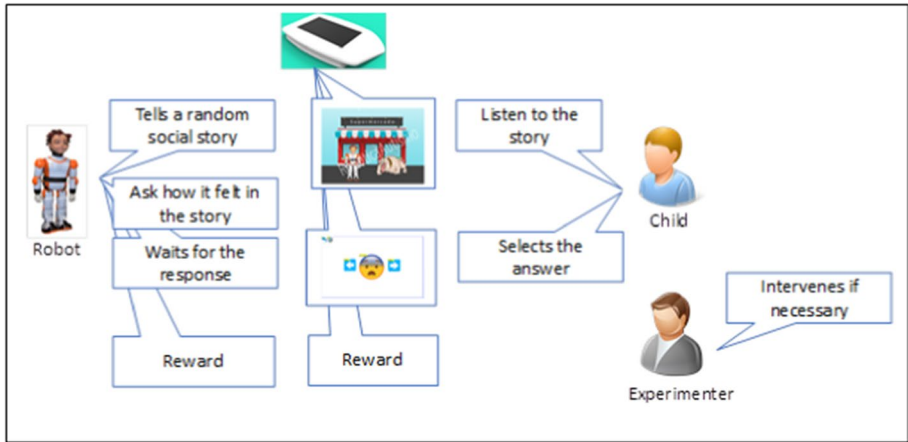 Tells a random
social story
Ask how it felt in
the story
Waits for the
response
Reward
Robot
Reward
Listen to the
story
Selects the
answer
Child
Intervenes if
necessary
Experimenter